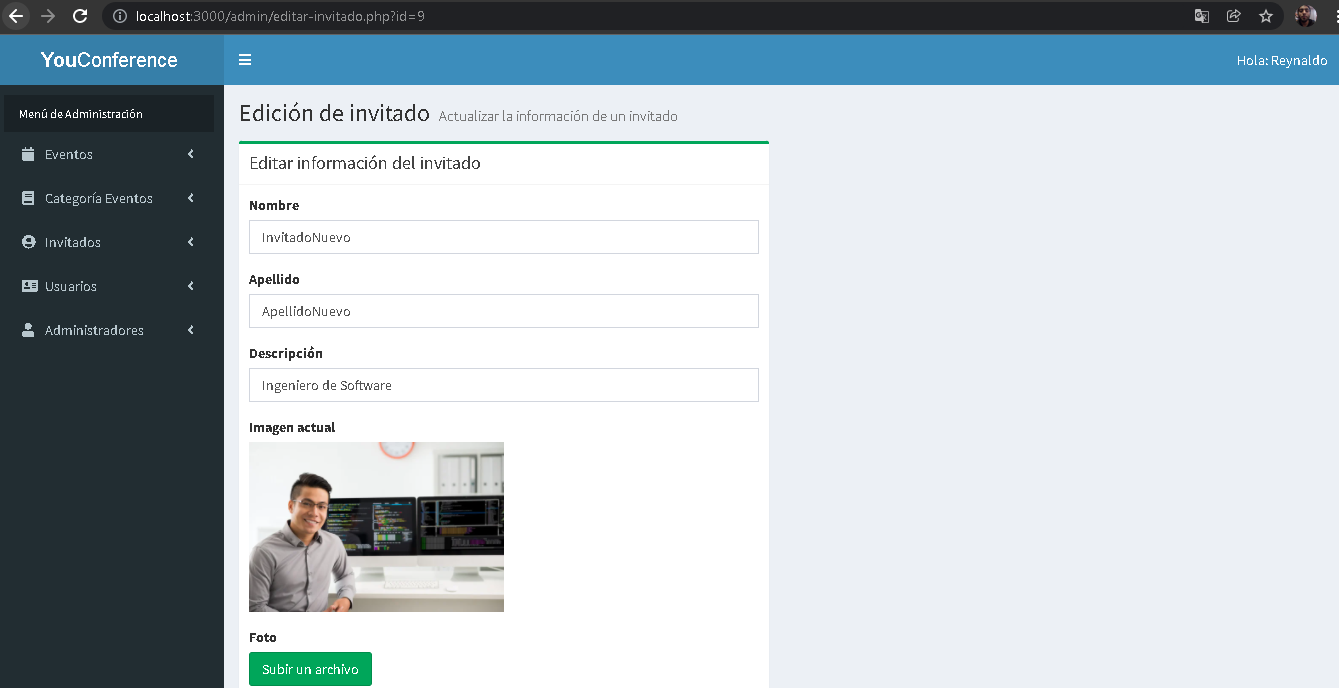 localhost:3000/admin/editar-invitado.php?id=9
YouConference
Hola: Reynaldo
Menú de Administración
Eventos
Categoría Eventos
Invitados
Usuarios
Administradores
Edición de invitado Actualizar la información de un invitado
Editar información del invitado
Nombre
InvitadoNuevo
Apellido
ApellidoNuevo
Descripción
Ingeniero de Software
Imagen actual
Foto
Subir un archivo